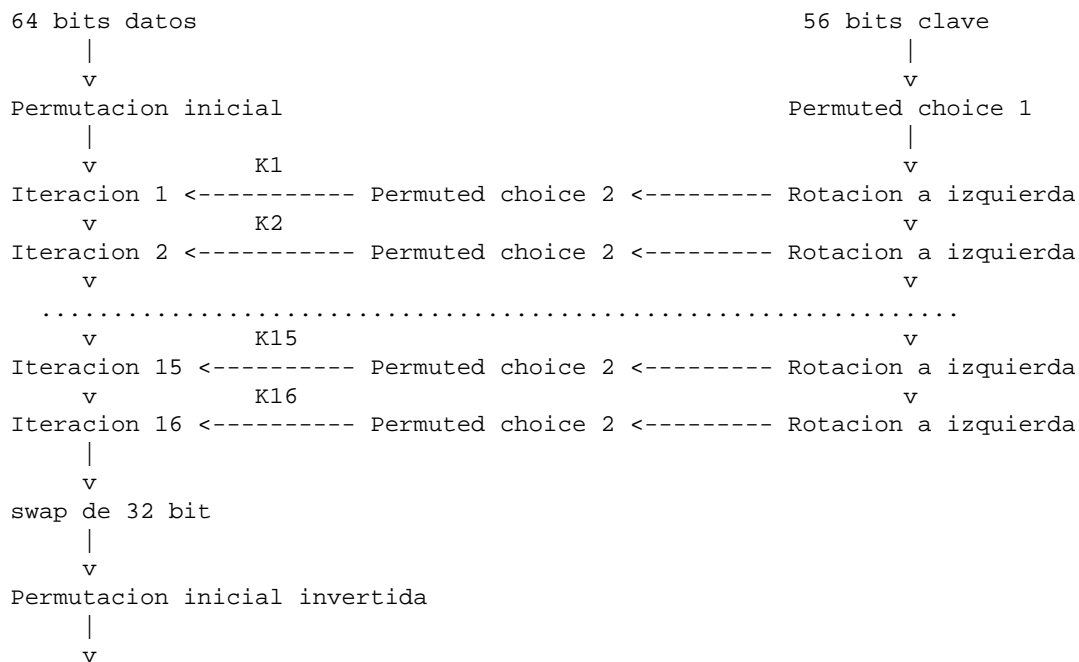 64 bits datos 56 bits clave
| |
v v
Permutacion inicial Permuted choice 1
| |
v K1 v
Iteracion 1 <----------- Permuted choice 2 <--------- Rotacion a izquierda
v K2 v
Iteracion 2 <----------- Permuted choice 2 <--------- Rotacion a izquierda
v v
................................................................
v K15 v
Iteracion 15 <---------- Permuted choice 2 <--------- Rotacion a izquierda
v K16 v
Iteracion 16 <---------- Permuted choice 2 <--------- Rotacion a izquierda
|
v
swap de 32 bit
|
v
Permutacion inicial invertida
|
v